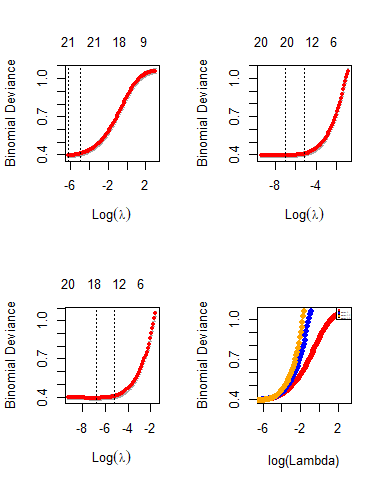 21 21 18 9
Binomial Deviance
0.4 0.7 1.0
-6 -2 2
Log(λ)
20 20 12 6
Binomial Deviance
0.4 0.7 1.0
-8 -4
Log(λ)
20 18 12 6
Binomial Deviance
0.4 0.7 1.0
-8 -6 -4 -2
Log(λ)
Binomial Deviance
0.4 0.7 1.0
-6 -2 2
log(Lambda)